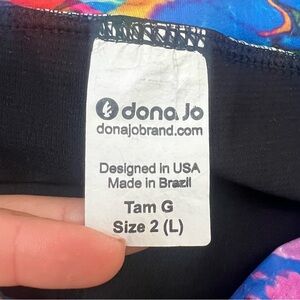 dona Jo
donajobrand.com
Designed in USA
Made in Brazil
Tam G
Size 2 (L)